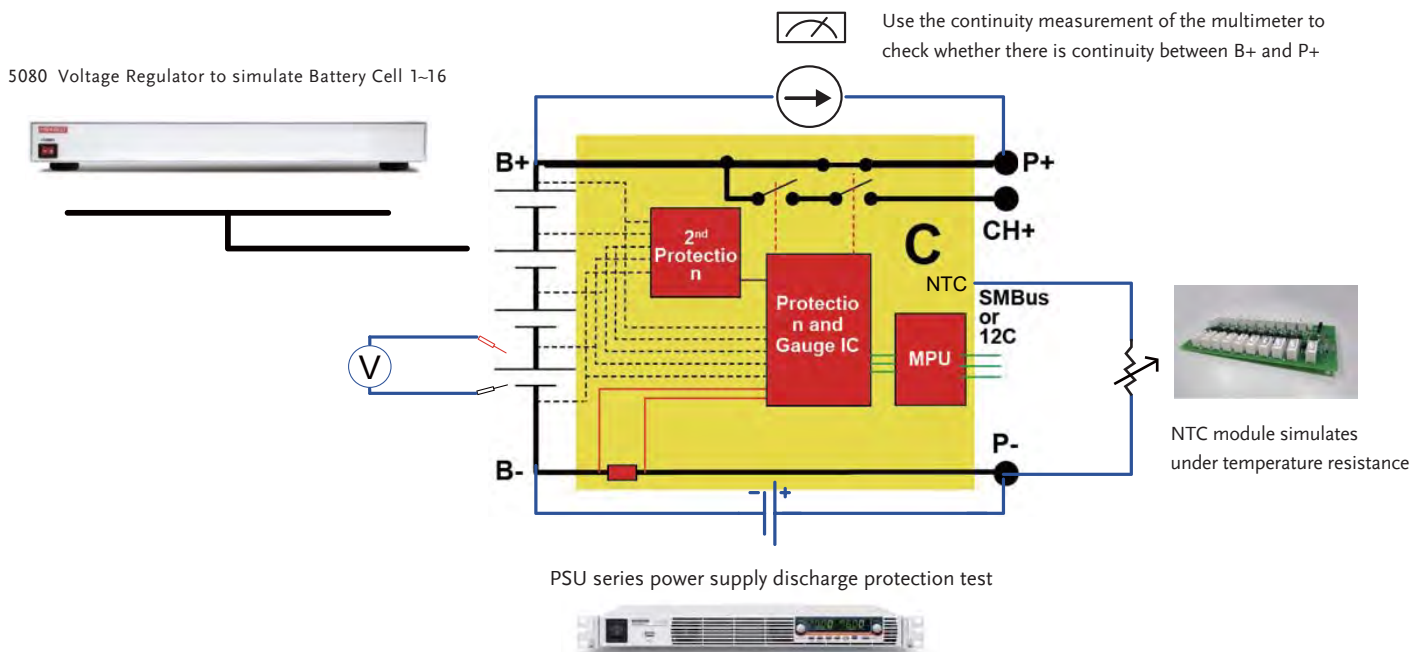 Use the continuity measurement of the multimeter to
check whether there is continuity between B+ and P+
5080 Voltage Regulator to simulate Battery Cell 1~16
B+
P+
CH+
2nd
Protectio
n
C
NTC
SMBus
or
12C
Protectio
n and
Gauge IC
MPU
V
NTC module simulates
under temperature resistance
P-
B-
- +
PSU series power supply discharge protection test